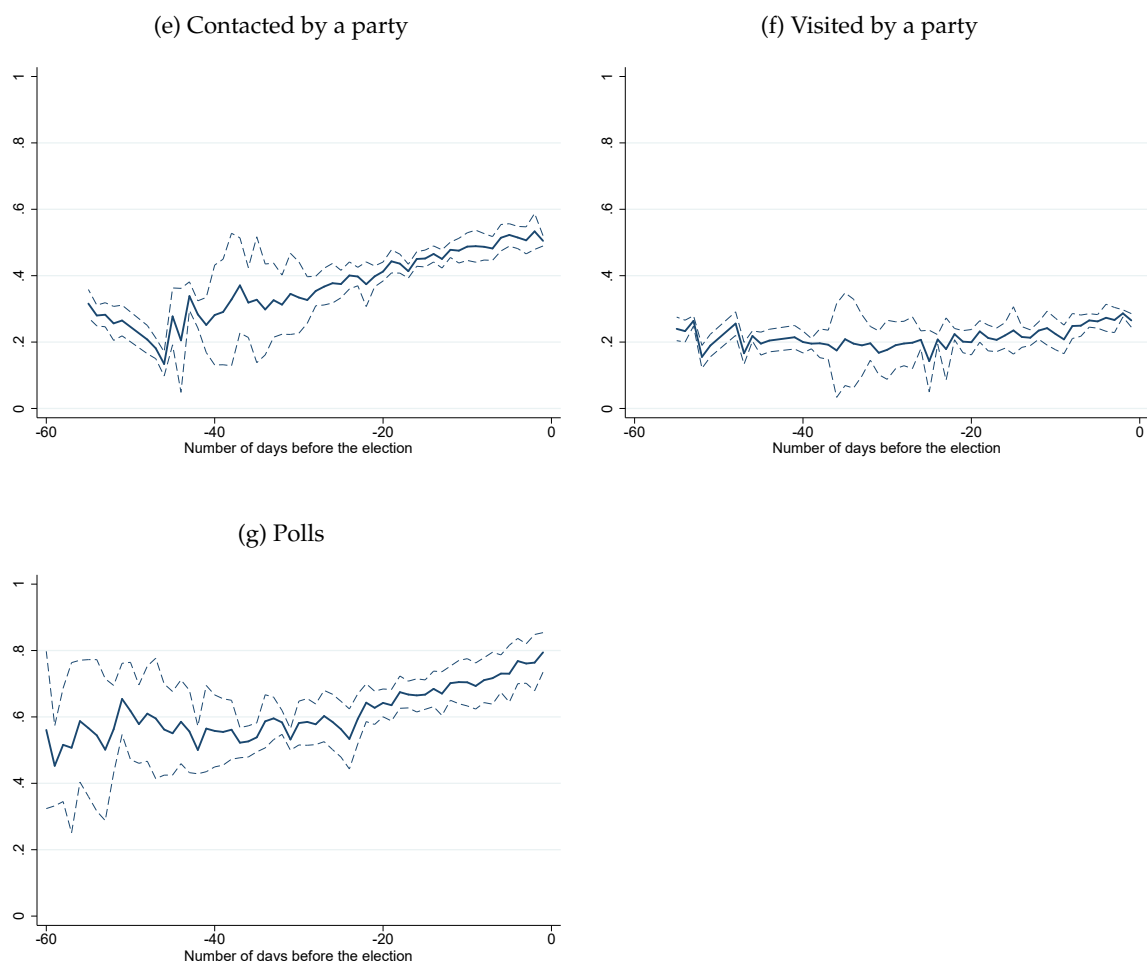 (e) Contacted by a party
1
.8
.6
.4
.2
0
-60 -40 -20 0
Number of days before the election
(f) Visited by a party
1
.8
.6
.4
.2
0
-60 -40 -20 0
Number of days before the election
(g) Polls
1
.8
.6
.4
.2
0
-60 -40 -20 0
Number of days before the election